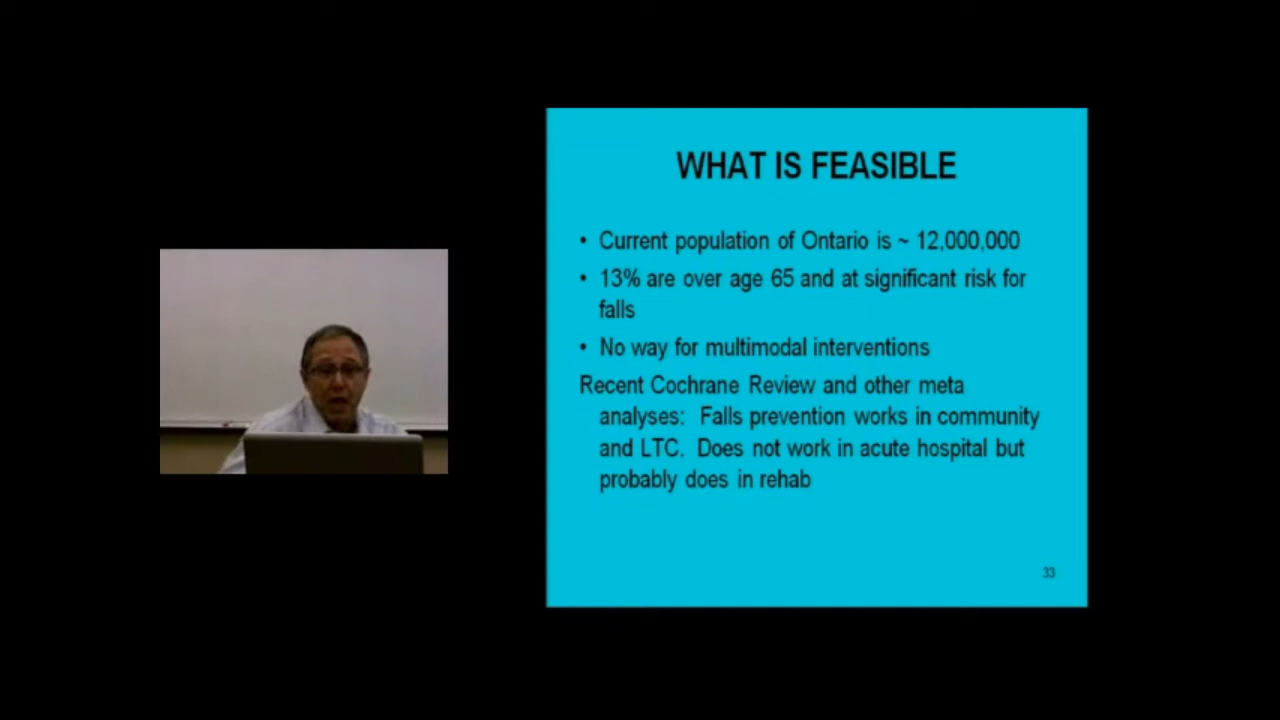 WHAT IS FEASIBLE
• Current population of Ontario is ~ 12,000,000
• 13% are over age 65 and at significant risk for
falls
• No way for multimodal interventions
Recent Cochrane Review and other meta
analyses: Falls prevention works in community
and LTC. Does not work in acute hospital but
probably does in rehab
33